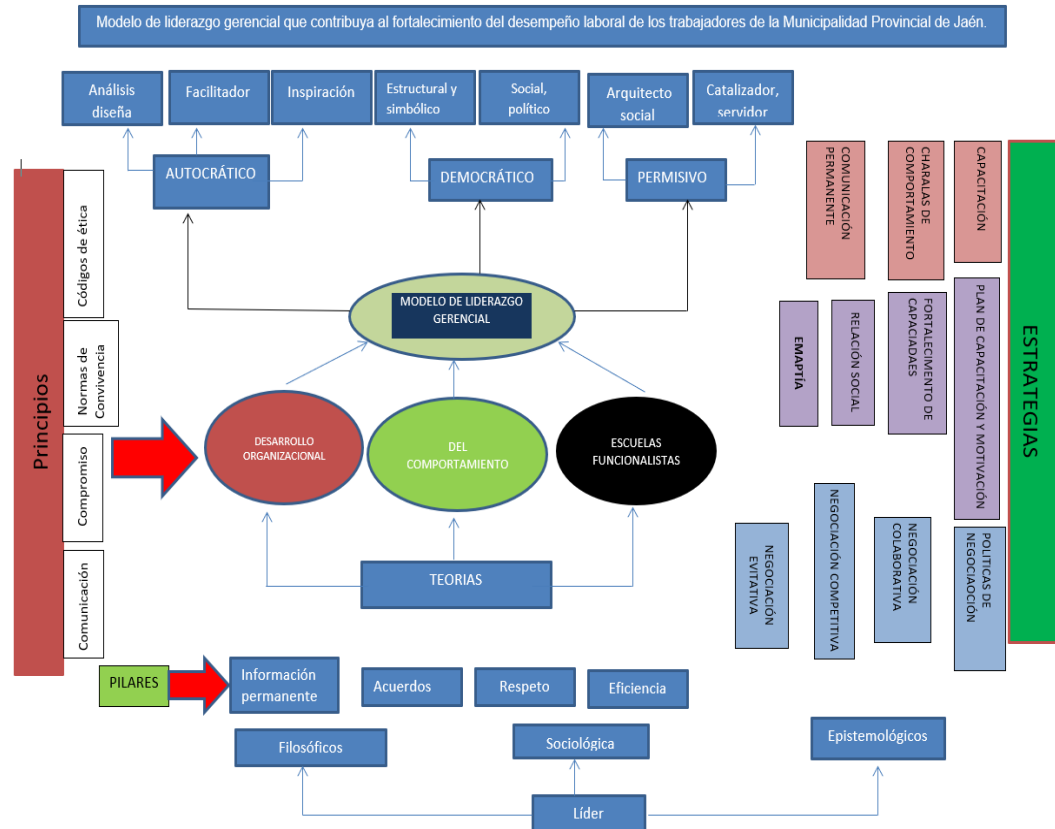 Modelo de liderazgo gerencial que contribuya al fortalecimiento del desempeño laboral de los trabajadores de la Municipalidad Provincial de Jaén.
Análisis
diseña
Facilitador
Inspiración
Estructural y
simbólico
Social,
político
Arquitecto
social
Catalizador,
servidor
AUTOCRÁTICO
DEMOCRÁTICO
PERMISIVO
Principios
Códigos de ética
Normas de
Convivencia
Compromiso
Comunicación
MODELO DE LIDERAZGO
GERENCIAL
DESARROLLO
ORGANIZACIONAL
DEL
COMPORTAMIENTO
ESCUELAS
FUNCIONALISTAS
TEORIAS
COMUNICACIÓN
PERMANENTE
CHARALAS DE
COMPORTAMIENTO
CAPACITACIÓN
EMAPTÍA
RELACIÓN SOCIAL
FORTALECIMENTO DE
CAPACIADAES
PLAN DE CAPACITACIÓN Y MOTIVACIÓN
NEGOCIACIÓN
EVITATIVA
NEGOCIACIÓN COMPETITIVA
NEGOCIACIÓN
COLABORATIVA
POLITICAS DE
NEGOCIAOCIÓN
ESTRATEGIAS
PILARES
Información
permanente
Acuerdos
Respeto
Eficiencia
Filosóficos
Sociológica
Epistemológicos
Líder